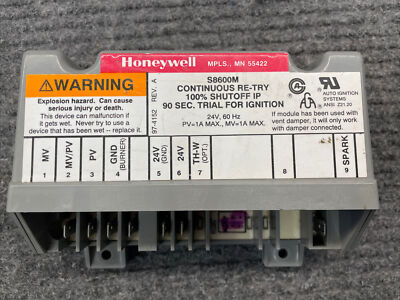 Honeywell MPLS., MN 55422
WARNING
Explosion hazard. Can cause
serious injury or death.
This device can malfunction if
it gets wet. Never try to use a
device that has been wet -- replace it.
97-4152 REV. A
S8600M
CONTINUOUS RE-TRY
100% SHUTOFF IP
90 SEC. TRIAL FOR IGNITION
24V, 60 Hz
PV=1A MAX., MV=1A MAX.
AUTO IGNITION
SYSTEMS
ANSI Z21.20
If module has been used with
vent damper, it will only work
with damper connected.
MV
1
MV/PV
2
PV
3
GND
(BURNER)
4
24V
(GND)
5
24V
6
TH-W
(OPT.)
7
8
SPARK
9